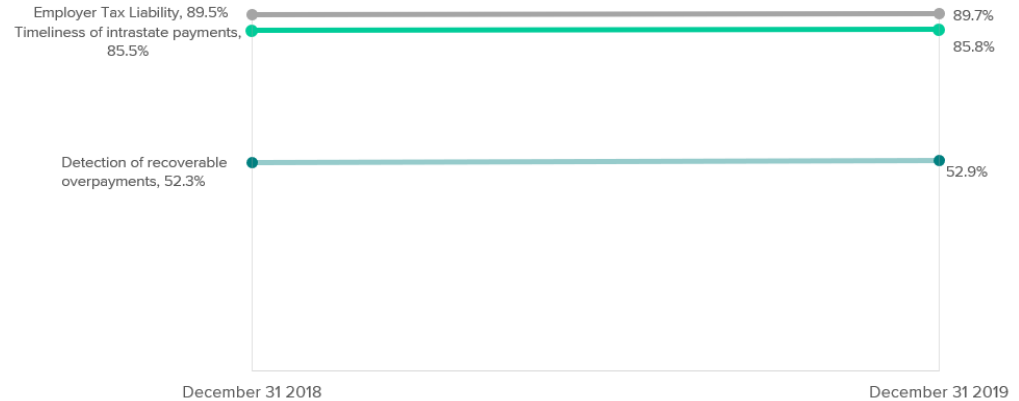 Employer Tax Liability, 89.5%
89.7%
Timeliness of intrastate payments,
85.5%
85.8%
Detection of recoverable
overpayments, 52.3%
52.9%
December 31 2018
December 31 2019